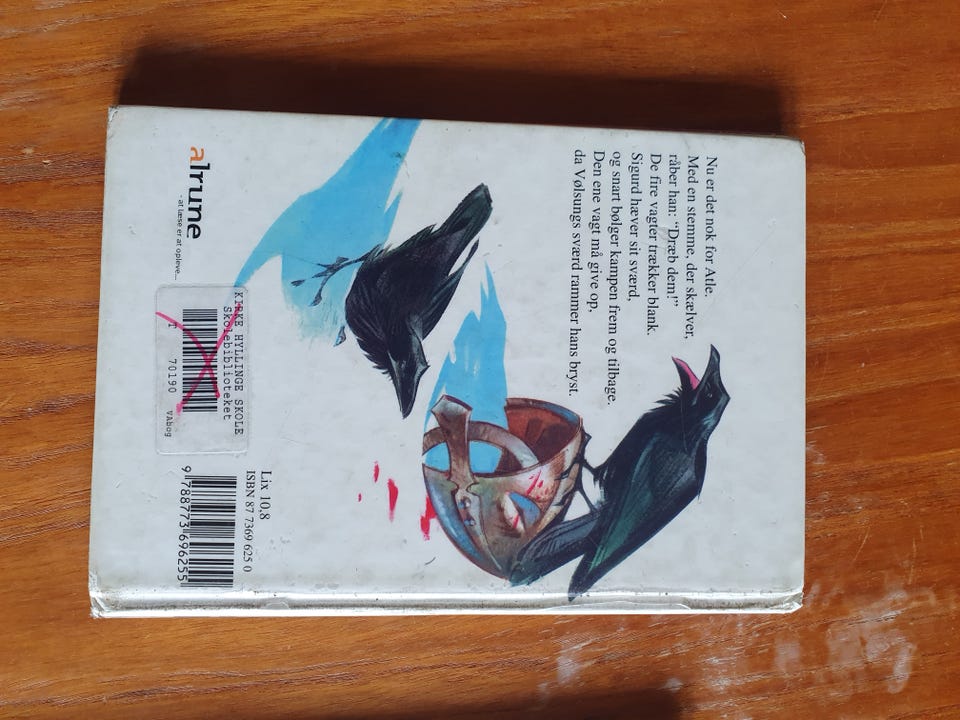 Nu er det nok for Atle.
Med en stemme, der skælver,
råber han: "Dræb dem!"
De fire vagter trækker blank.
Sigurd hæver sit sværd,
og snart bølger kampen frem og tilbage.
Den ene vagt må give op,
da Vølsungs sværd rammer hans bryst.
Lix 10,8
ISBN 87 7369 625 0
9 788773 696255
KIRKE HYLLINGE SKOLE
Skolebiblioteket
T 70190 vabog
alrune
- at læse er at opleve...